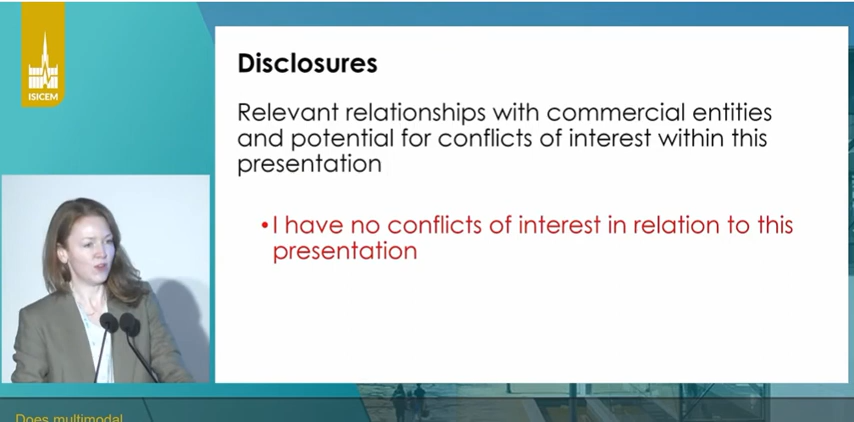 ISICEM
Disclosures
Relevant relationships with commercial entities
and potential for conflicts of interest within this
presentation
•I have no conflicts of interest in relation to this
presentation
Does multimodal